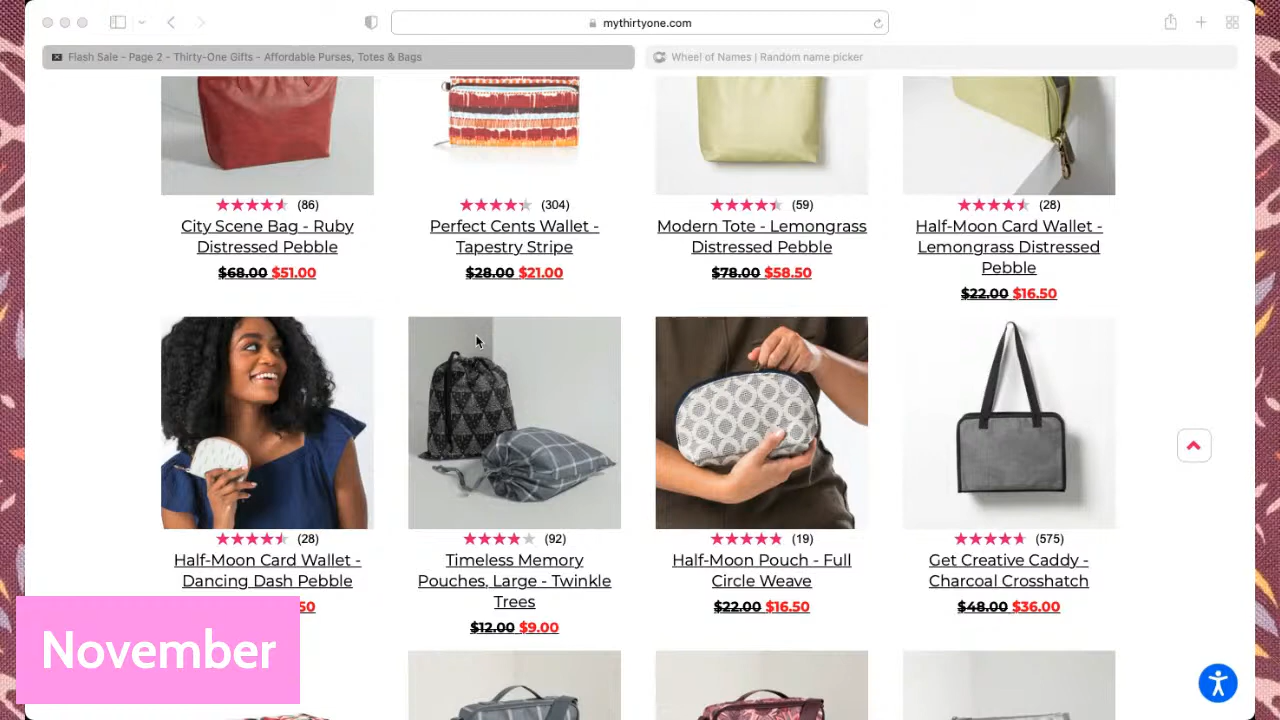 mythirtyone.com
Flash Sale - Page 2 - Thirty-One Gifts - Affordable Purses, Totes & Bags
Wheel of Names | Random name picker
(86)
City Scene Bag - Ruby
Distressed Pebble
$68.00 $51.00
(304)
Perfect Cents Wallet -
Tapestry Stripe
$28.00 $21.00
(59)
Modern Tote - Lemongrass
Distressed Pebble
$78.00 $58.50
(28)
Half-Moon Card Wallet -
Lemongrass Distressed
Pebble
$22.00 $16.50
(28)
Half-Moon Card Wallet -
Dancing Dash Pebble
50
(92)
Timeless Memory
Pouches, Large - Twinkle
Trees
$12.00 $9.00
(19)
Half-Moon Pouch - Full
Circle Weave
$22.00 $16.50
(575)
Get Creative Caddy -
Charcoal Crosshatch
$48.00 $36.00
November